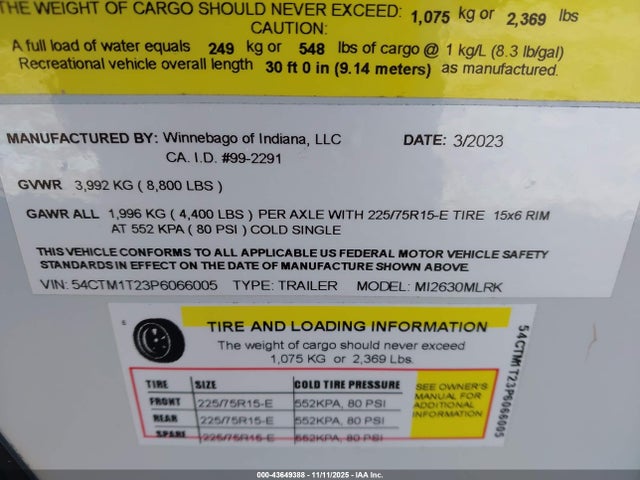 THE WEIGHT OF CARGO SHOULD NEVER EXCEED: 1,075 kg or 2,369 lbs
CAUTION:
A full load of water equals 249 kg or 548 lbs of cargo @ 1 kg/L (8.3 lb/gal)
Recreational vehicle overall length 30 ft 0 in (9.14 meters) as manufactured.
MANUFACTURED BY: Winnebago of Indiana, LLC DATE: 3/2023
CA. I.D. #99-2291
GVWR 3,992 KG ( 8,800 LBS )
GAWR ALL 1,996 KG ( 4,400 LBS ) PER AXLE WITH 225/75R15-E TIRE 15x6 RIM
AT 552 KPA ( 80 PSI ) COLD SINGLE
THIS VEHICLE CONFORMS TO ALL APPLICABLE US FEDERAL MOTOR VEHICLE SAFETY
STANDARDS IN EFFECT ON THE DATE OF MANUFACTURE SHOWN ABOVE.
VIN: 54CTM1T23P6066005 TYPE: TRAILER MODEL: MI2630MLRK
E
TIRE AND LOADING INFORMATION
The weight of cargo should never exceed
1,075 KG or 2,369 Lbs.
TIRE SIZE COLD TIRE PRESSURE
FRONT 225/75R15-E 552KPA, 80 PSI
REAR 225/75R15-E 552KPA, 80 PSI
SPARE 225/75R15-E 552KPA, 80 PSI
SEE OWNER'S
MANUAL FOR
ADDITIONAL
INFORMATION
54CTM1T23P6066005
000-43649388 - 11/11/2025 - IAA Inc.